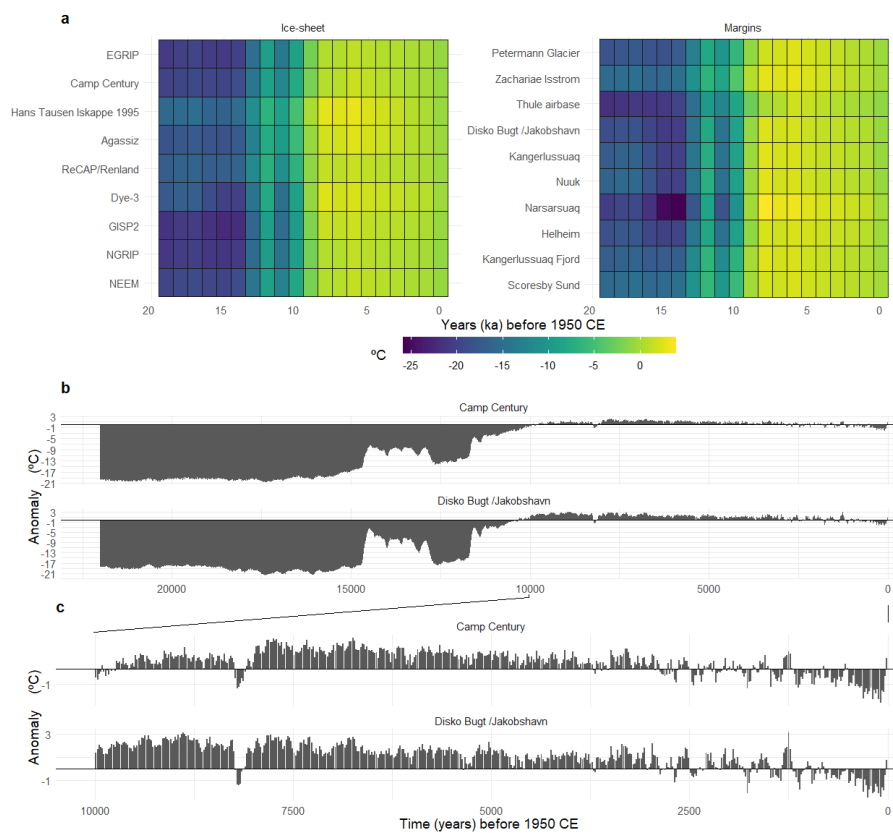 a
Ice-sheet
EGRIP
Camp Century
Hans Tausen Iskappe 1995
Agassiz
ReCAP/Renland
Dye-3
GISP2
NGRIP
NEEM
20 15 10 5 0
Margins
Petermann Glacier
Zachariae Isstrom
Thule airbase
Disko Bugt /Jakobshavn
Kangerlussuaq
Nuuk
Narsarsuaq
Helheim
Kangerlussuaq Fjord
Scoresby Sund
20 15 10 5 0
Years (ka) before 1950 CE
ºC
-25 -20 -15 -10 -5 0
b
Camp Century
3
-1
-5
-9
-13
-17
-21
Disko Bugt /Jakobshavn
3
-1
-5
-9
-13
-17
-21
Anomaly (ºC)
20000 15000 10000 5000 0
c
Camp Century
-1
Disko Bugt /Jakobshavn
3
-1
Anomaly (ºC)
10000 7500 5000 2500 0
Time (years) before 1950 CE